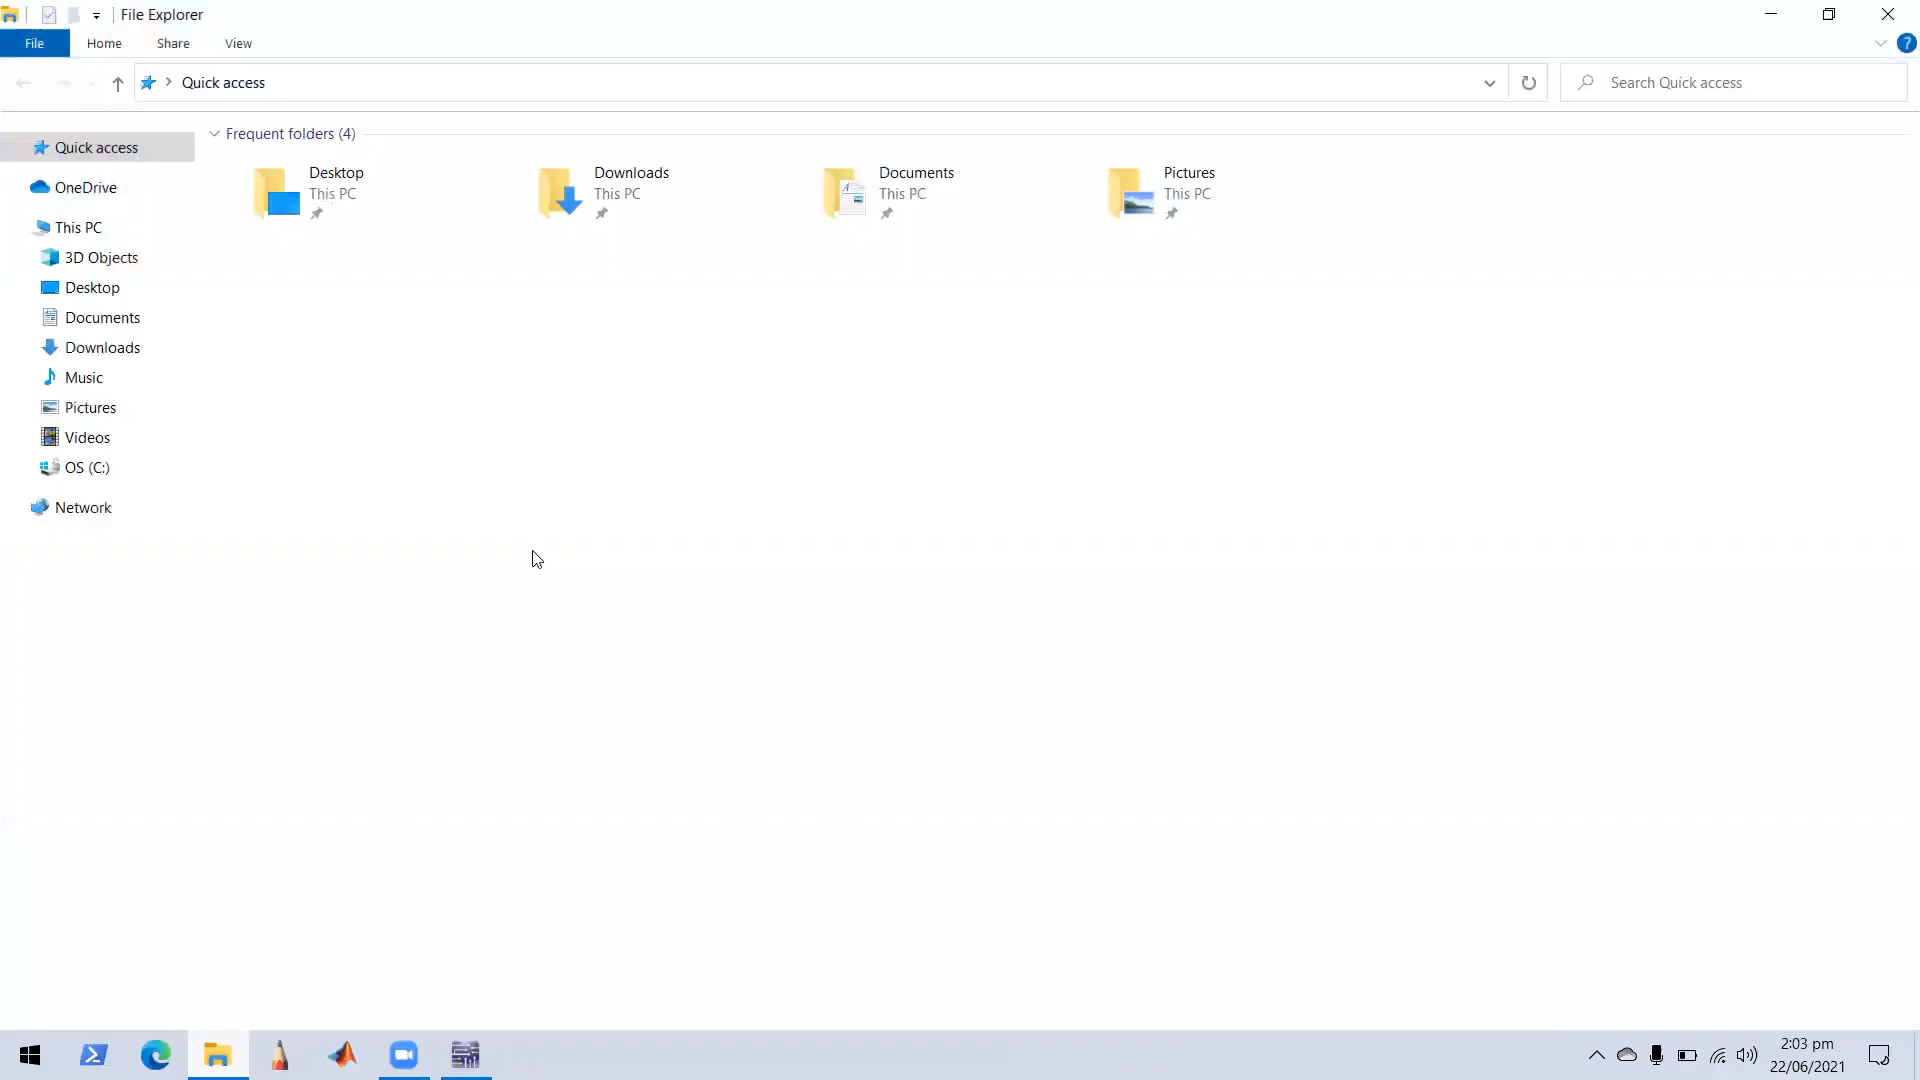 File Explorer
File Home Share View
Quick access
Search Quick access
Quick access
OneDrive
This PC
3D Objects
Desktop
Documents
Downloads
Music
Pictures
Videos
OS (C:)
Network
Frequent folders (4)
Desktop
This PC
Downloads
This PC
Documents
This PC
Pictures
This PC
2:03 pm
22/06/2021